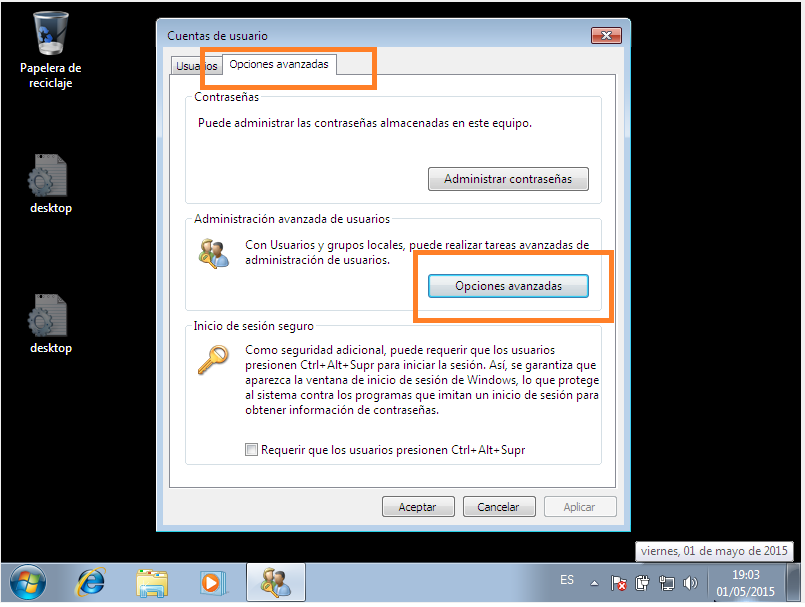 Papelera de
reciclaje
desktop
desktop
Cuentas de usuario
Usuarios
Opciones avanzadas
Contraseñas
Puede administrar las contraseñas almacenadas en este equipo.
Administrar contraseñas
Administración avanzada de usuarios
Con Usuarios y grupos locales, puede realizar tareas avanzadas de
administración de usuarios.
Opciones avanzadas
Inicio de sesión seguro
Como seguridad adicional, puede requerir que los usuarios
presionen Ctrl+Alt+Supr para iniciar la sesión. Así, se garantiza que
aparezca la ventana de inicio de sesión de Windows, lo que protege
al sistema contra los programas que imitan un inicio de sesión para
obtener información de contraseñas.
Requerir que los usuarios presionen Ctrl+Alt+Supr
Aceptar
Cancelar
Aplicar
viernes, 01 de mayo de 2015
ES
19:03
01/05/2015